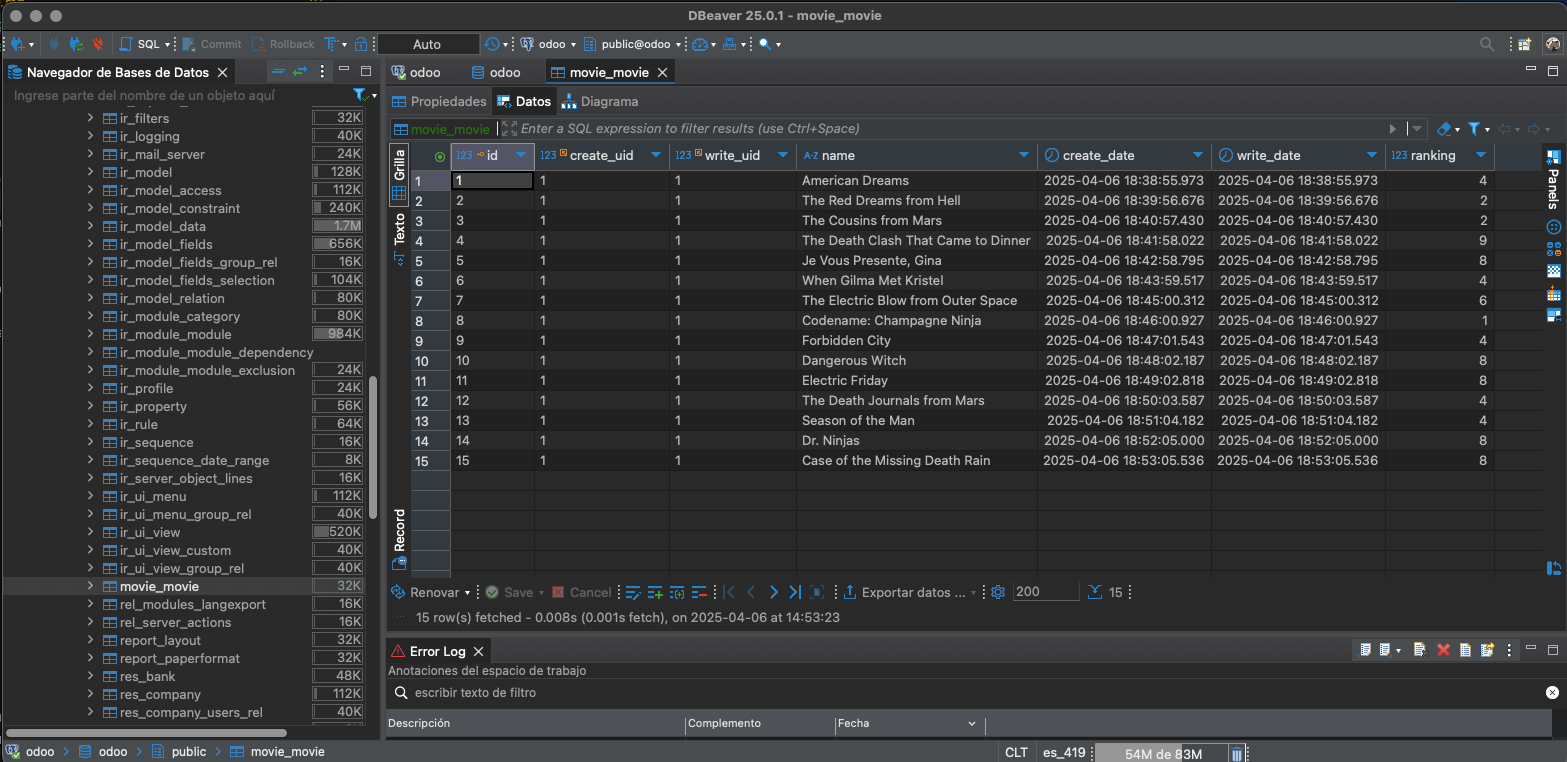 DBeaver 25.0.1 - movie_movie
SQL Commit Rollback Auto odoo public@odoo
Navegador de Bases de Datos
Ingrese parte del nombre de un objeto aquí
ir_filters 32K
ir_logging 40K
ir_mail_server 24K
ir_model 128K
ir_model_access 112K
ir_model_constraint 240K
ir_model_data 1.7M
ir_model_fields 656K
ir_model_fields_group_rel 16K
ir_model_fields_selection 104K
ir_model_relation 80K
ir_module_category 80K
ir_module_module 984K
ir_module_module_dependency
ir_module_module_exclusion 24K
ir_profile 24K
ir_property 56K
ir_rule 64K
ir_sequence 16K
ir_sequence_date_range 8K
ir_server_object_lines 16K
ir_ui_menu 112K
ir_ui_menu_group_rel 40K
ir_ui_view 520K
ir_ui_view_custom 40K
ir_ui_view_group_rel 40K
movie_movie 32K
rel_modules_langexport 16K
rel_server_actions 16K
report_layout 32K
report_paperformat 32K
res_bank 48K
res_company 112K
res_company_users_rel 40K
odoo odoo movie_movie
Propiedades Datos Diagrama
movie_movie Enter a SQL expression to filter results (use Ctrl+Space)
Grilla
Texto
Record
123 id 123 create_uid 123 write_uid A-Z name create_date write_date 123 ranking
1 1 1 1 American Dreams 2025-04-06 18:38:55.973 2025-04-06 18:38:55.973 4
2 2 1 1 The Red Dreams from Hell 2025-04-06 18:39:56.676 2025-04-06 18:39:56.676 2
3 3 1 1 The Cousins from Mars 2025-04-06 18:40:57.430 2025-04-06 18:40:57.430 2
4 4 1 1 The Death Clash That Came to Dinner 2025-04-06 18:41:58.022 2025-04-06 18:41:58.022 9
5 5 1 1 Je Vous Presente, Gina 2025-04-06 18:42:58.795 2025-04-06 18:42:58.795 8
6 6 1 1 When Gilma Met Kristel 2025-04-06 18:43:59.517 2025-04-06 18:43:59.517 4
7 7 1 1 The Electric Blow from Outer Space 2025-04-06 18:45:00.312 2025-04-06 18:45:00.312 6
8 8 1 1 Codename: Champagne Ninja 2025-04-06 18:46:00.927 2025-04-06 18:46:00.927 1
9 9 1 1 Forbidden City 2025-04-06 18:47:01.543 2025-04-06 18:47:01.543 4
10 10 1 1 Dangerous Witch 2025-04-06 18:48:02.187 2025-04-06 18:48:02.187 8
11 11 1 1 Electric Friday 2025-04-06 18:49:02.818 2025-04-06 18:49:02.818 8
12 12 1 1 The Death Journals from Mars 2025-04-06 18:50:03.587 2025-04-06 18:50:03.587 4
13 13 1 1 Season of the Man 2025-04-06 18:51:04.182 2025-04-06 18:51:04.182 4
14 14 1 1 Dr. Ninjas 2025-04-06 18:52:05.000 2025-04-06 18:52:05.000 8
15 15 1 1 Case of the Missing Death Rain 2025-04-06 18:53:05.536 2025-04-06 18:53:05.536 8
Panels
Renovar Save Cancel Exportar datos ... 200 15
15 row(s) fetched - 0.008s (0.001s fetch), on 2025-04-06 at 14:53:23
Error Log
Anotaciones del espacio de trabajo
escribir texto de filtro
Descripción Complemento Fecha
odoo odoo public movie_movie
CLT es_419 54M de 83M